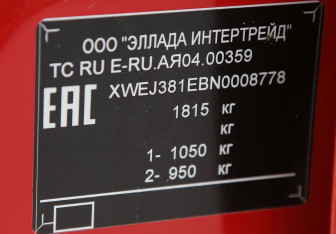 ООО "ЭЛЛАДА ИНТЕРТРЕЙД"
ТС RU E-RU.АЯ04.00359
EAC XWEJ381EBN0008778
1815 кг
кг
1- 1050 кг
2- 950 кг